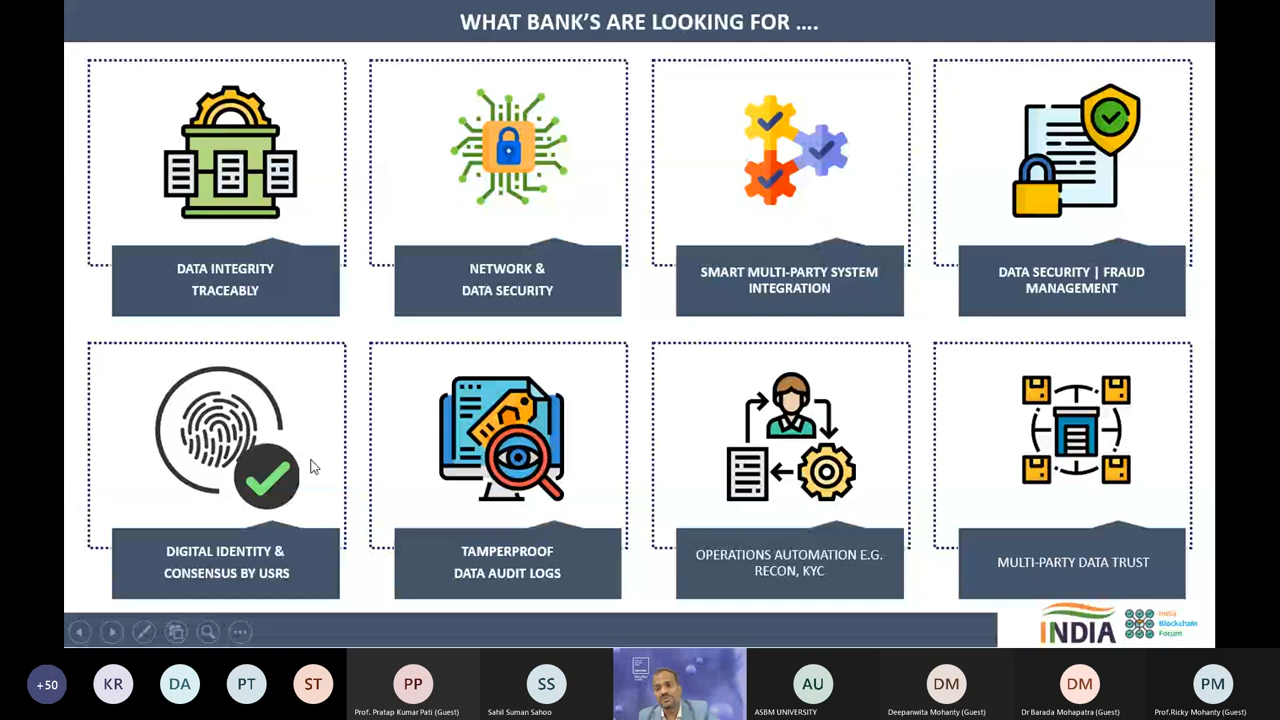 WHAT BANK'S ARE LOOKING FOR ....
DATA INTEGRITY
TRACEABLY
NETWORK &
DATA SECURITY
SMART MULTI-PARTY SYSTEM
INTEGRATION
DATA SECURITY | FRAUD
MANAGEMENT
DIGITAL IDENTITY &
CONSENSUS BY USRS
TAMPERPROOF
DATA AUDIT LOGS
OPERATIONS AUTOMATION E.G.
RECON, KYC
MULTI-PARTY DATA TRUST
INDIA
India
Blockchain
Forum
+50
KR
DA
PT
ST
PP
Prof. Pratap Kumar Pati (Guest)
SS
Sahil Suman Sahoo
AU
ASBM UNIVERSITY
DM
Deepanwita Mohanty (Guest)
DM
Dr Barada Mohapatra (Guest)
PM
Prof.Ricky Mohanty (Guest)